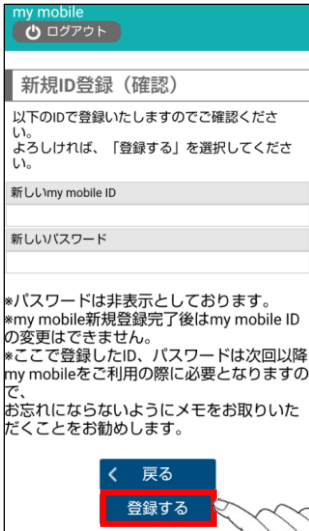 my mobile
ログアウト
新規ID登録（確認）
以下のIDで登録いたしますのでご確認くださ
い。
よろしければ、「登録する」を選択してくださ
い。
新しいmy mobile ID
新しいパスワード
※パスワードは非表示としております。
※my mobile新規登録完了後はmy mobile ID
の変更はできません。
※ここで登録したID、パスワードは次回以降
my mobileをご利用の際に必要となりますの
で、
お忘れにならないようにメモをお取りいた
だくことをお勧めします。
戻る
登録する